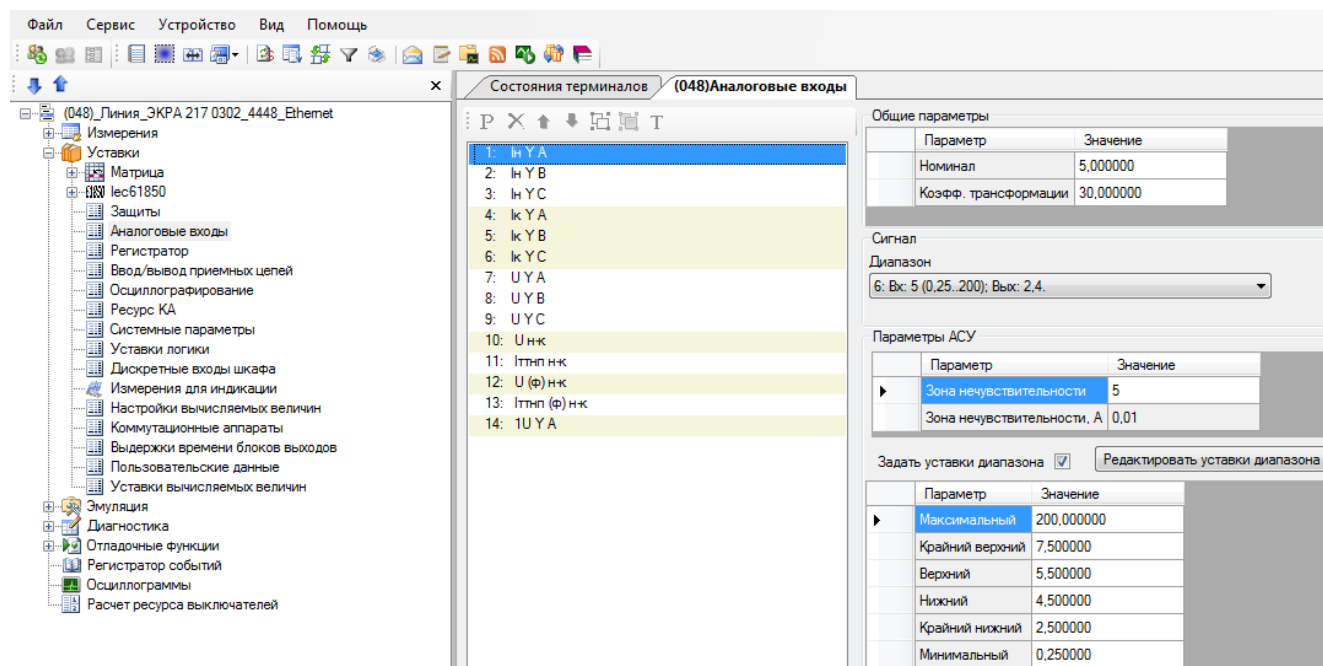 Файл Сервис Устройство Вид Помощь
Состояния терминалов (048)Аналоговые входы
(048)_Линия_ЭКРА 217 0302_4448_Ethernet
Измерения
Уставки
Матрица
Iec61850
Защиты
Аналоговые входы
Регистратор
Ввод/вывод приемных цепей
Осциллографирование
Ресурс КА
Системные параметры
Уставки логики
Дискретные входы шкафа
Измерения для индикации
Настройки вычисляемых величин
Коммутационные аппараты
Выдержки времени блоков выходов
Пользовательские данные
Уставки вычисляемых величин
Эмуляция
Диагностика
Отладочные функции
Регистратор событий
Осциллограммы
Расчет ресурса выключателей
P T
1: Iн Y A
2: Iн Y B
3: Iн Y C
4: Iк Y A
5: Iк Y B
6: Iк Y C
7: U Y A
8: U Y B
9: U Y C
10: U н-к
11: Iттнп н-к
12: U (ф) н-к
13: Iттнп (ф) н-к
14: 1U Y A
Общие параметры
Параметр Значение
Номинал 5,000000
Коэфф. трансформации 30,000000
Сигнал
Диапазон
6: Вх: 5 (0,25..200); Вых: 2,4.
Параметры АСУ
Параметр Значение
Зона нечувствительности 5
Зона нечувствительности, А 0,01
Задать уставки диапазона Редактировать уставки диапазона
Параметр Значение
Максимальный 200,000000
Крайний верхний 7,500000
Верхний 5,500000
Нижний 4,500000
Крайний нижний 2,500000
Минимальный 0,250000